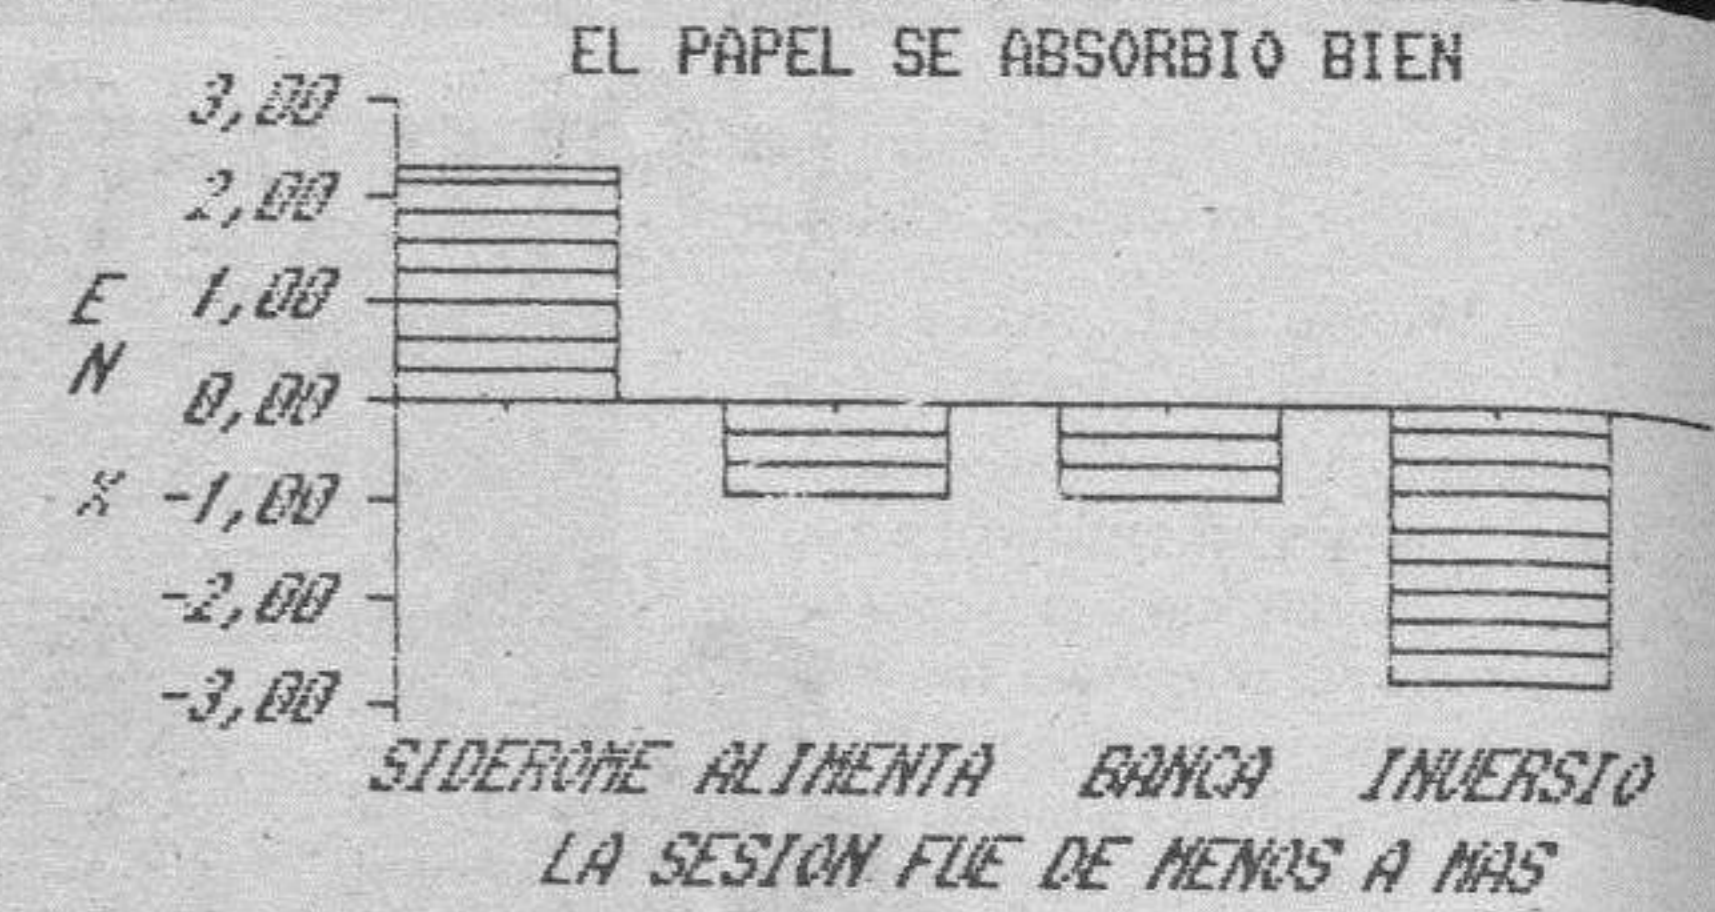 EL PAPEL SE ABSORBIO BIEN
3,00
2,00
1,00
0,00
-1,00
-2,00
-3,00
EN %
SIDEROME ALIMENTA BANCA INVERSIO
LA SESION FUE DE MENOS A MAS